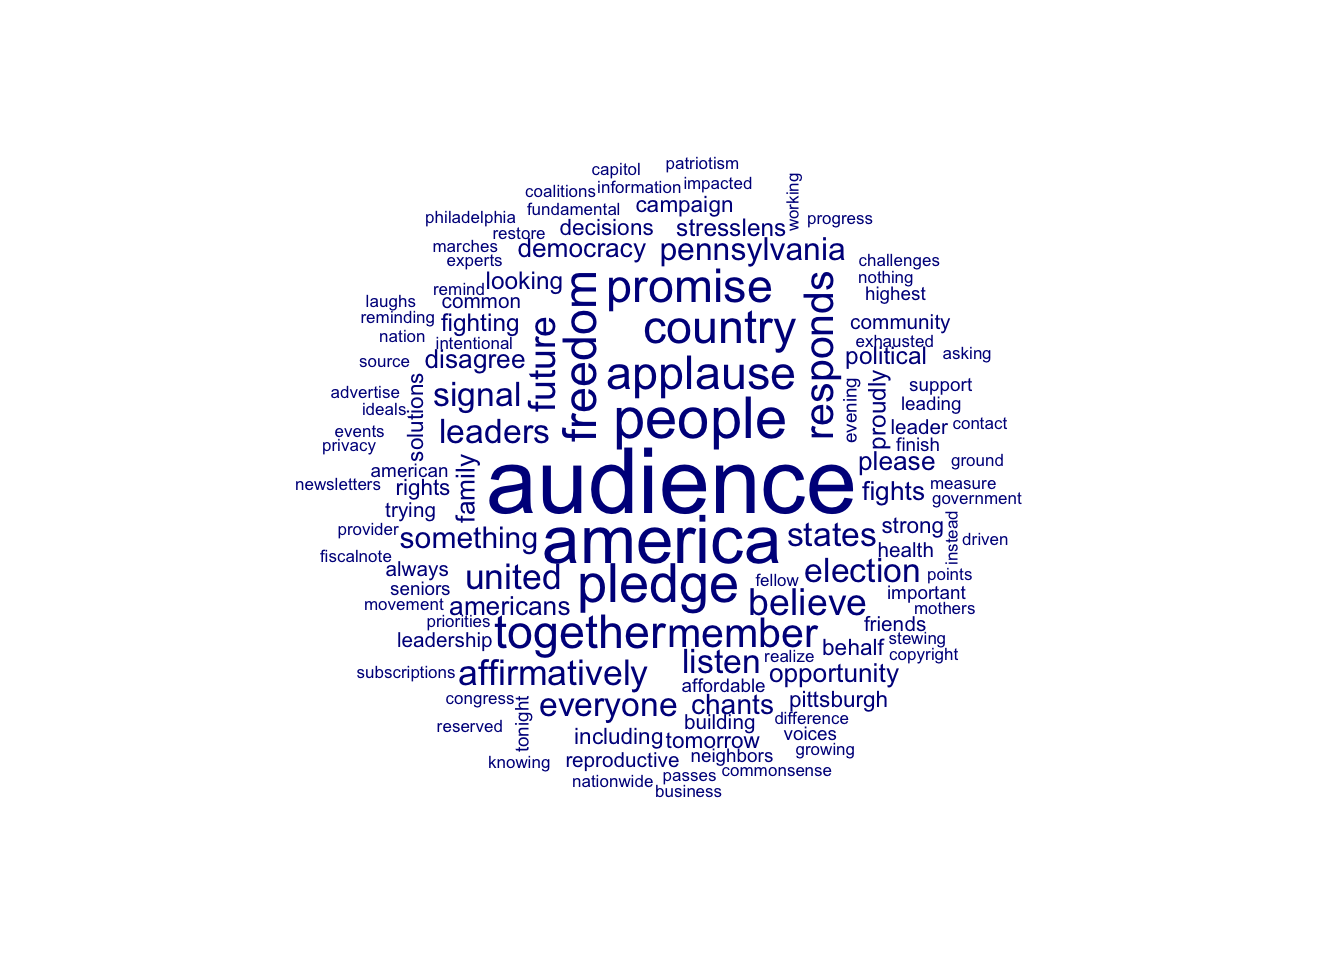 capitol patriotism
coalitions information impacted working
fundamental campaign
philadelphia restore decisions stresslens progress
marches democracy pennsylvania
experts challenges
remind looking freedom promise responds nothing
laughs common highest
reminding fighting future country community
nation intentional exhausted
source disagree political asking
advertise solutions signal applause evening proudly support
ideals leading
events leaders people leader contact
privacy finish
american family audience please ground
newsletters rights fights measure
government
trying
provider something america states strong instead driven
fiscalnote health
always united pledge fellow election points
seniors important
movement americans believe mothers
priorities together member friends
leadership behalf stewing
listen realize copyright
subscriptions affirmatively opportunity
affordable
congress everyone chants pittsburgh
reserved tonight building difference
including tomorrow voices
knowing reproductive neighbors growing
nationwide passes commonsense
business